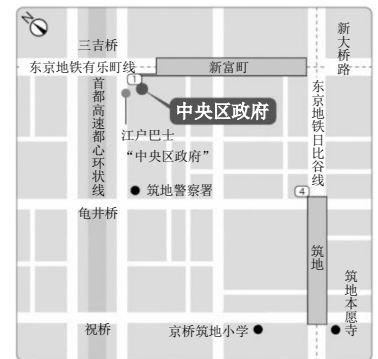 N
三吉桥
新大桥路
东京地铁有乐町线
新富町
1
首都高速都心环状线
中央区政府
东京地铁日比谷线
江户巴士
“中央区政府”
筑地警察署
4
龟井桥
筑地
筑地本愿寺
祝桥
京桥筑地小学